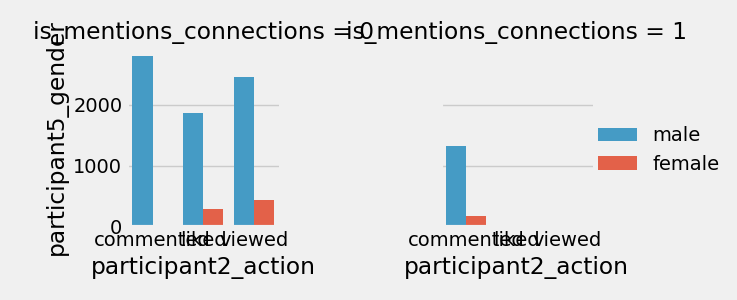 is_mentions_connections = 0
is_mentions_connections = 1
participant5_gender
2000
1000
0
commented liked viewed
commented liked viewed
participant2_action
participant2_action
male
female